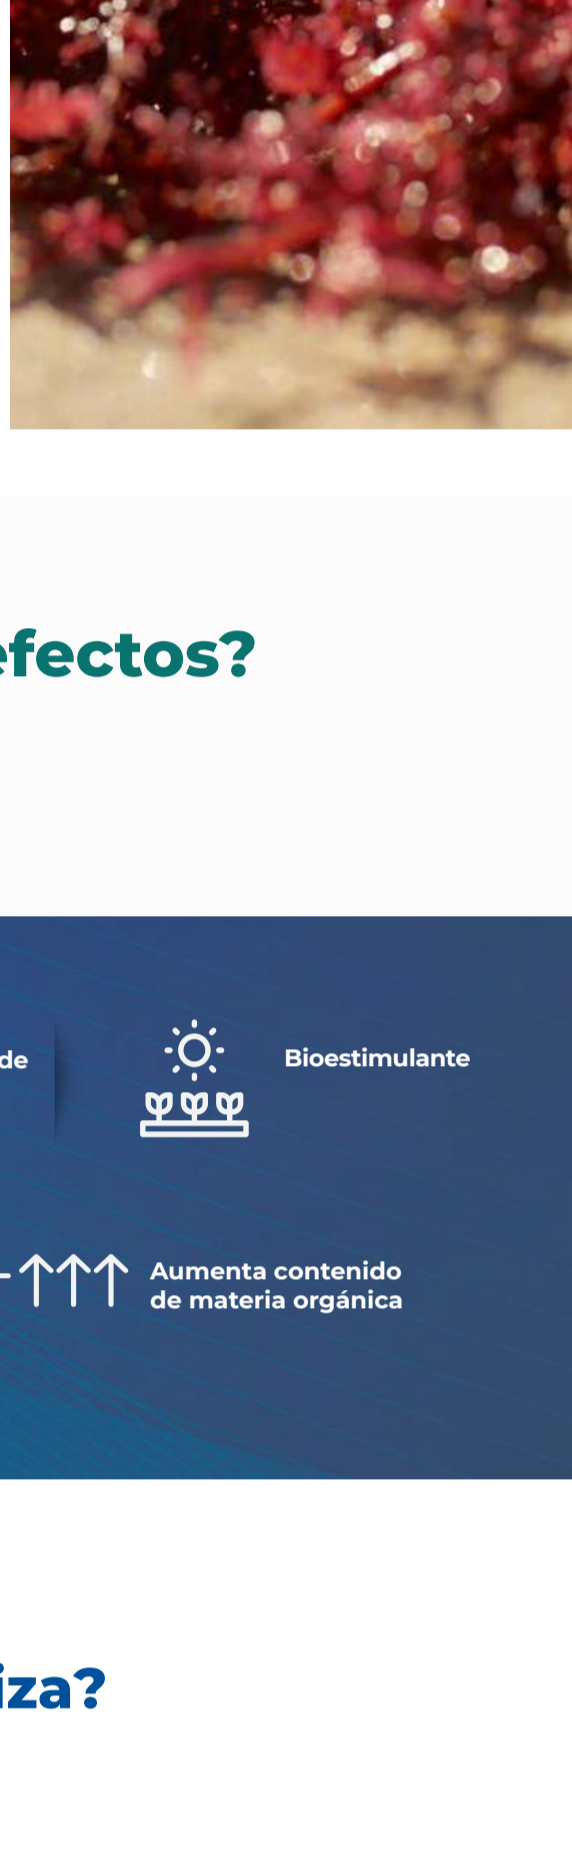 efectos?
de
Bioestimulante
Aumenta contenido
de materia orgánica
iza?